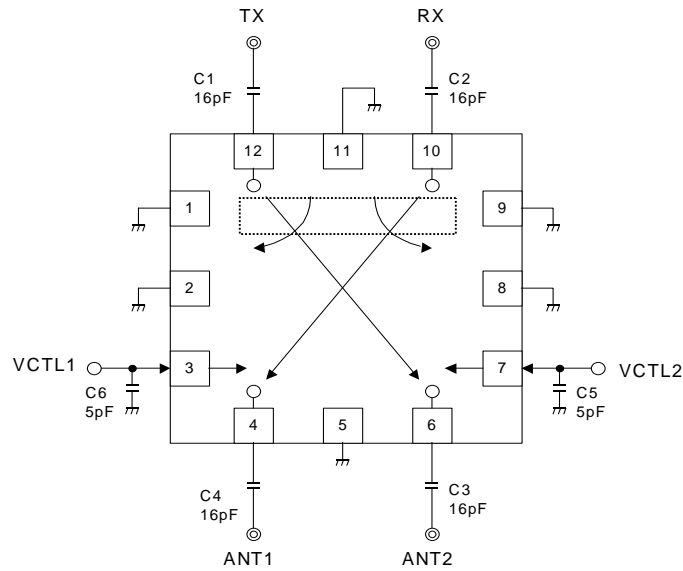 TX RX
C1
16pF
C2
16pF
12 11 10
1 9
2 8
VCTL1 3 7 VCTL2
C6
5pF
C5
5pF
4 5 6
C4
16pF
C3
16pF
ANT1 ANT2